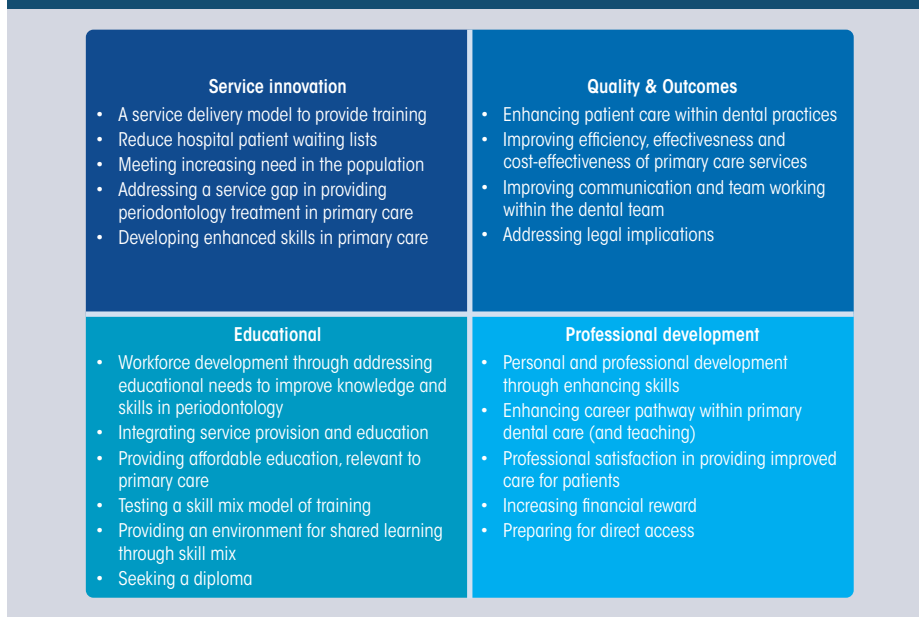 Service innovation
• A service delivery model to provide training
• Reduce hospital patient waiting lists
• Meeting increasing need in the population
• Addressing a service gap in providing
periodontology treatment in primary care
• Developing enhanced skills in primary care
Quality & Outcomes
• Enhancing patient care within dental practices
• Improving efficiency, effectivesness and
cost-effectiveness of primary care services
• Improving communication and team working
within the dental team
• Addressing legal implications
Educational
• Workforce development through addressing
educational needs to improve knowledge and
skills in periodontology
• Integrating service provision and education
• Providing affordable education, relevant to
primary care
• Testing a skill mix model of training
• Providing an environment for shared learning
through skill mix
• Seeking a diploma
Professional development
• Personal and professional development
through enhancing skills
• Enhancing career pathway within primary
dental care (and teaching)
• Professional satisfaction in providing improved
care for patients
• Increasing financial reward
• Preparing for direct access